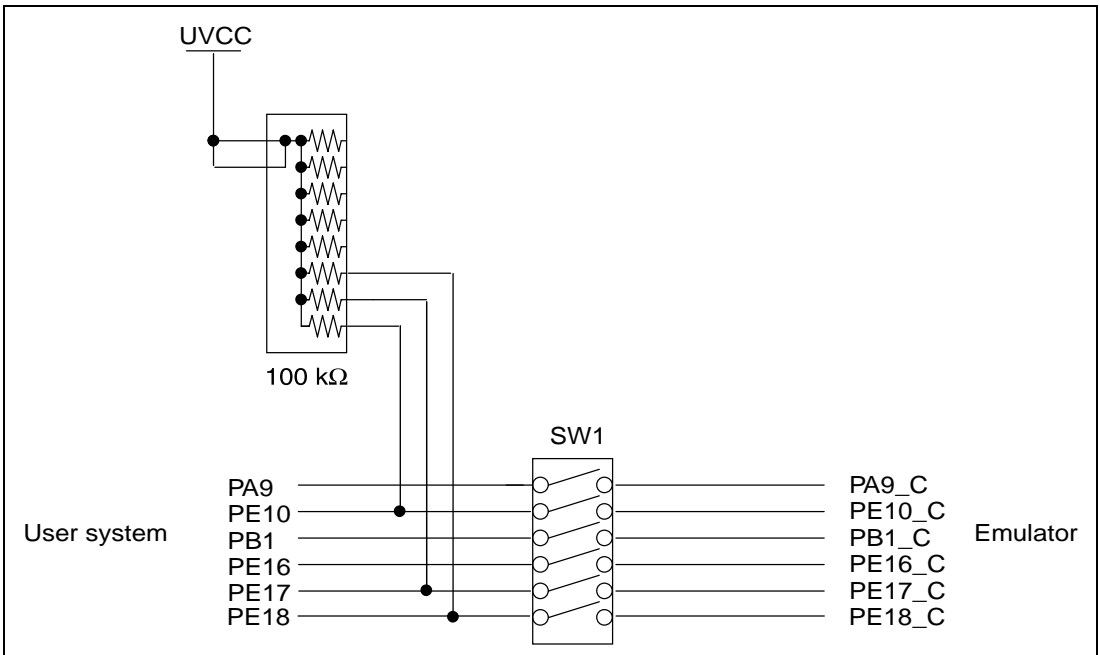 UVCC
100 kΩ
SW1
User system
PA9
PE10
PB1
PE16
PE17
PE18
PA9_C
PE10_C
PB1_C
PE16_C
PE17_C
PE18_C
Emulator